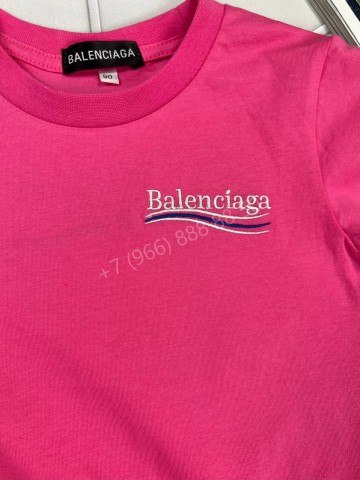 BALENCIAGA
90
Balenciaga
+7 (966) 888